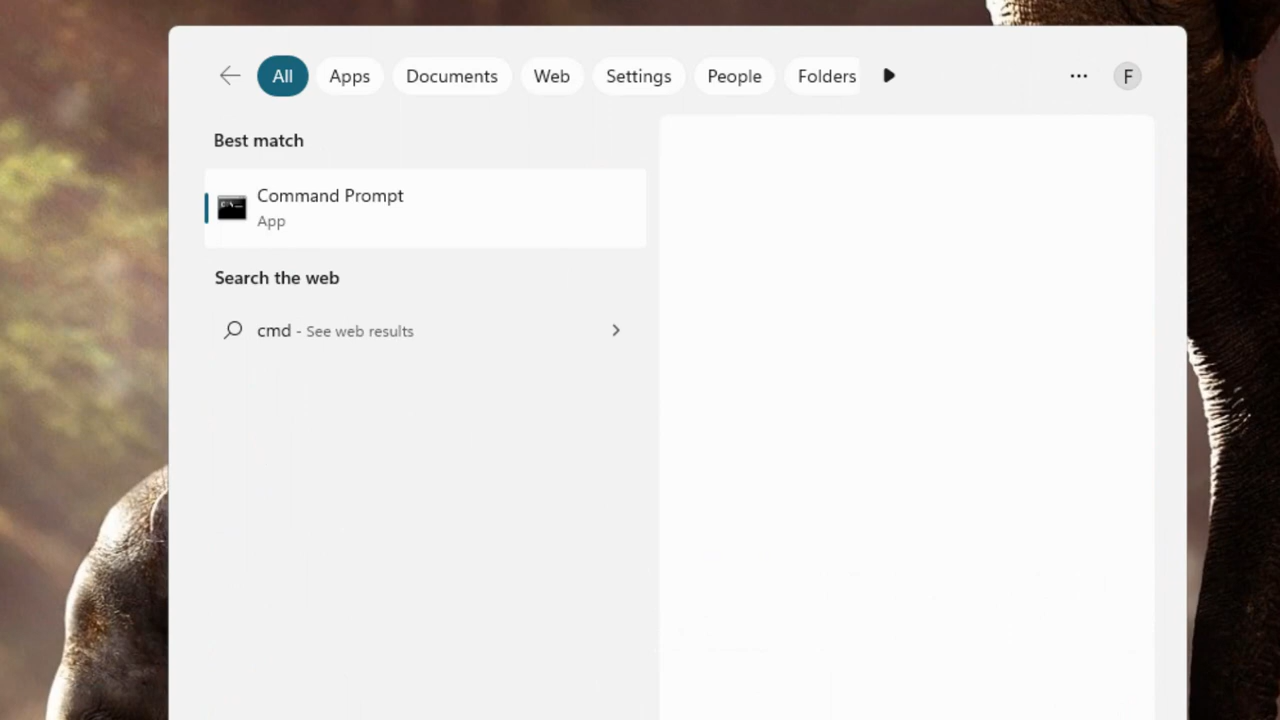 All Apps Documents Web Settings People Folders F
Best match
Command Prompt
App
Search the web
cmd - See web results